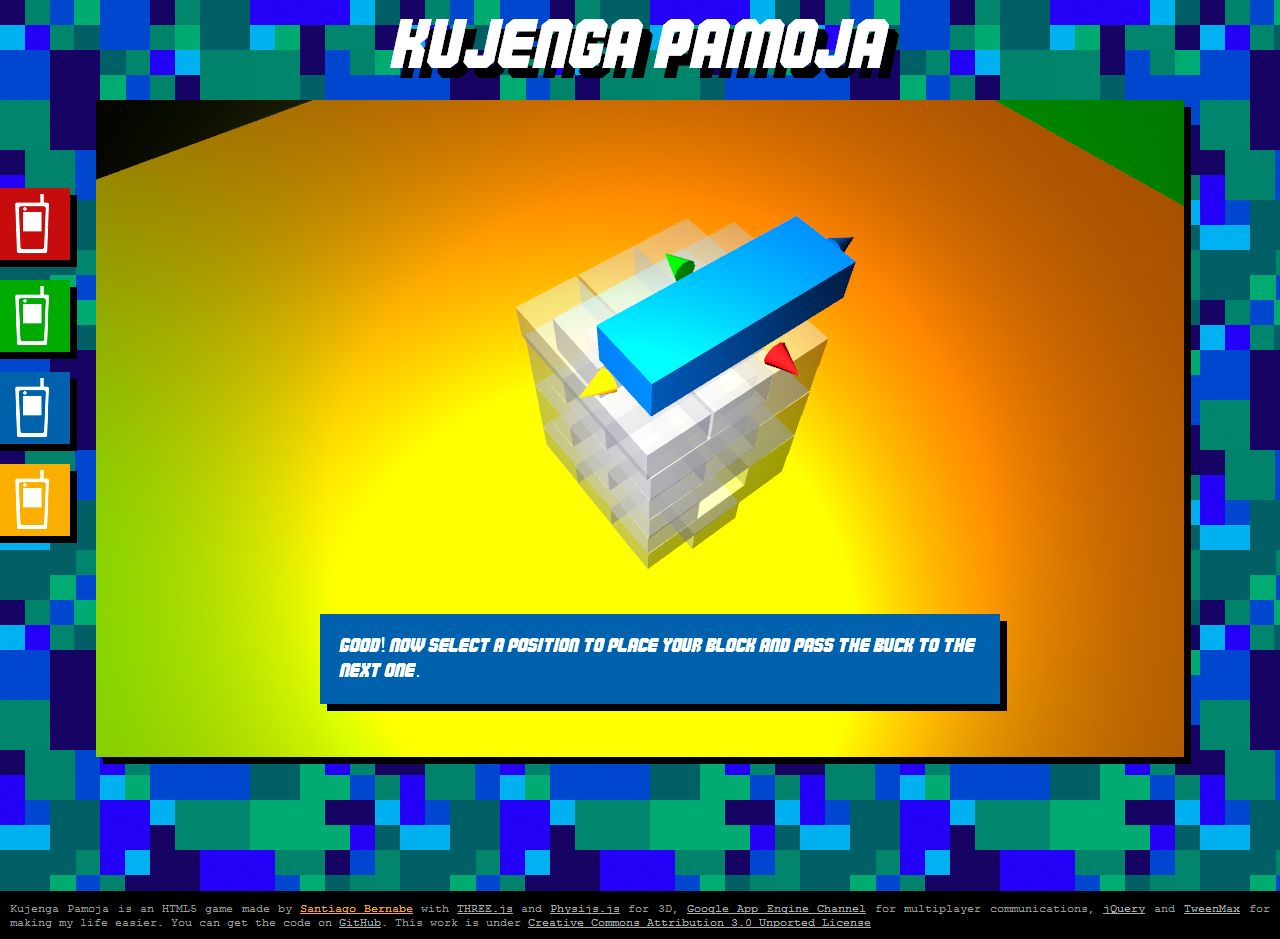 KUJENGA PAMOJA
GOOD! NOW SELECT A POSITION TO PLACE YOUR BLOCK AND PASS THE BUCK TO THE
NEXT ONE.
Kujenga Pamoja is an HTML5 game made by Santiago Bernabe with THREE.js and Physijs.js for 3D, Google App Engine Channel for multiplayer communications, jQuery and TweenMax for
making my life easier. You can get the code on GitHub. This work is under Creative Commons Attribution 3.0 Unported License